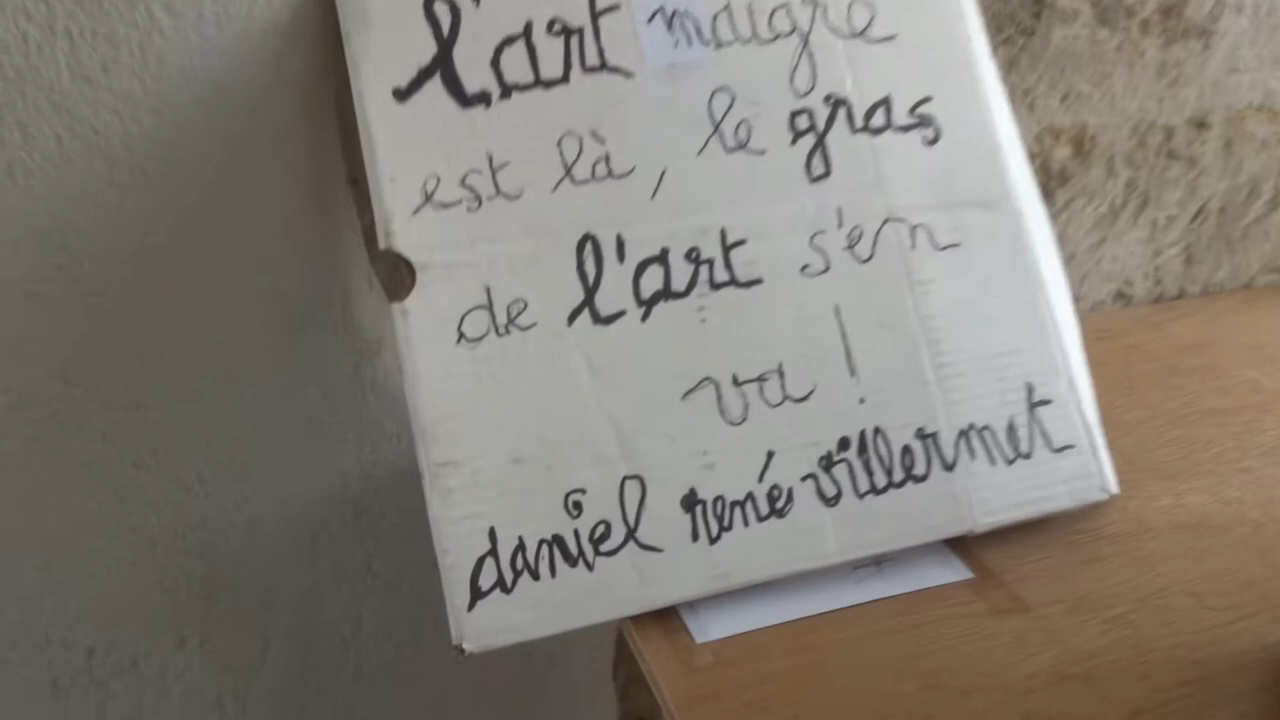 l'art maigre
est là, le gras
de l'art s'en
va !
daniel rené villermet